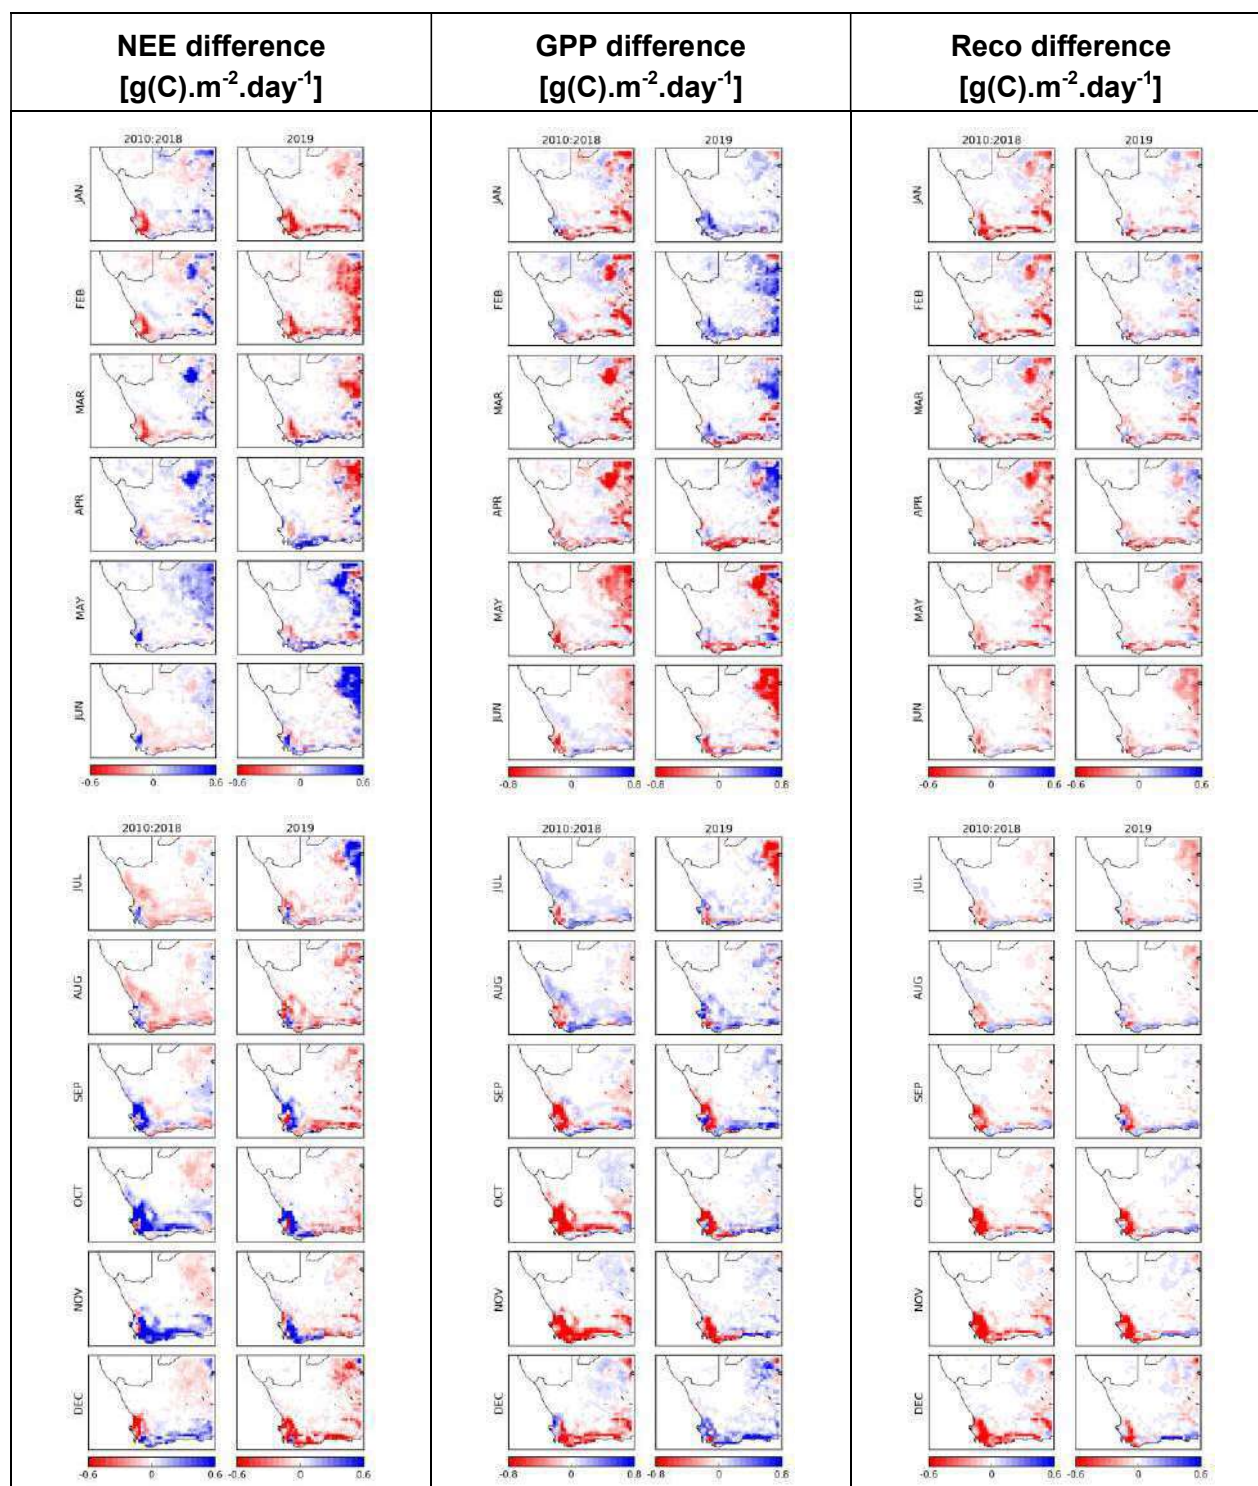 NEE difference
[g(C).m-2.day-1]
GPP difference
[g(C).m-2.day-1]
Reco difference
[g(C).m-2.day-1]
2010:2018 2019
JAN
FEB
MAR
APR
MAY
JUN
-0.6 0 0.6 -0.6 0 0.6
2010:2018 2019
JUL
AUG
SEP
OCT
NOV
DEC
-0.6 0 0.6 -0.6 0 0.6
2010:2018 2019
JAN
FEB
MAR
APR
MAY
JUN
-0.8 0 0.8 -0.8 0 0.8
2010:2018 2019
JUL
AUG
SEP
OCT
NOV
DEC
-0.8 0 0.8 -0.8 0 0.8
2010:2018 2019
JAN
FEB
MAR
APR
MAY
JUN
-0.6 0 0.6 -0.6 0 0.6
2010:2018 2019
JUL
AUG
SEP
OCT
NOV
DEC
-0.6 0 0.6 -0.6 0 0.6